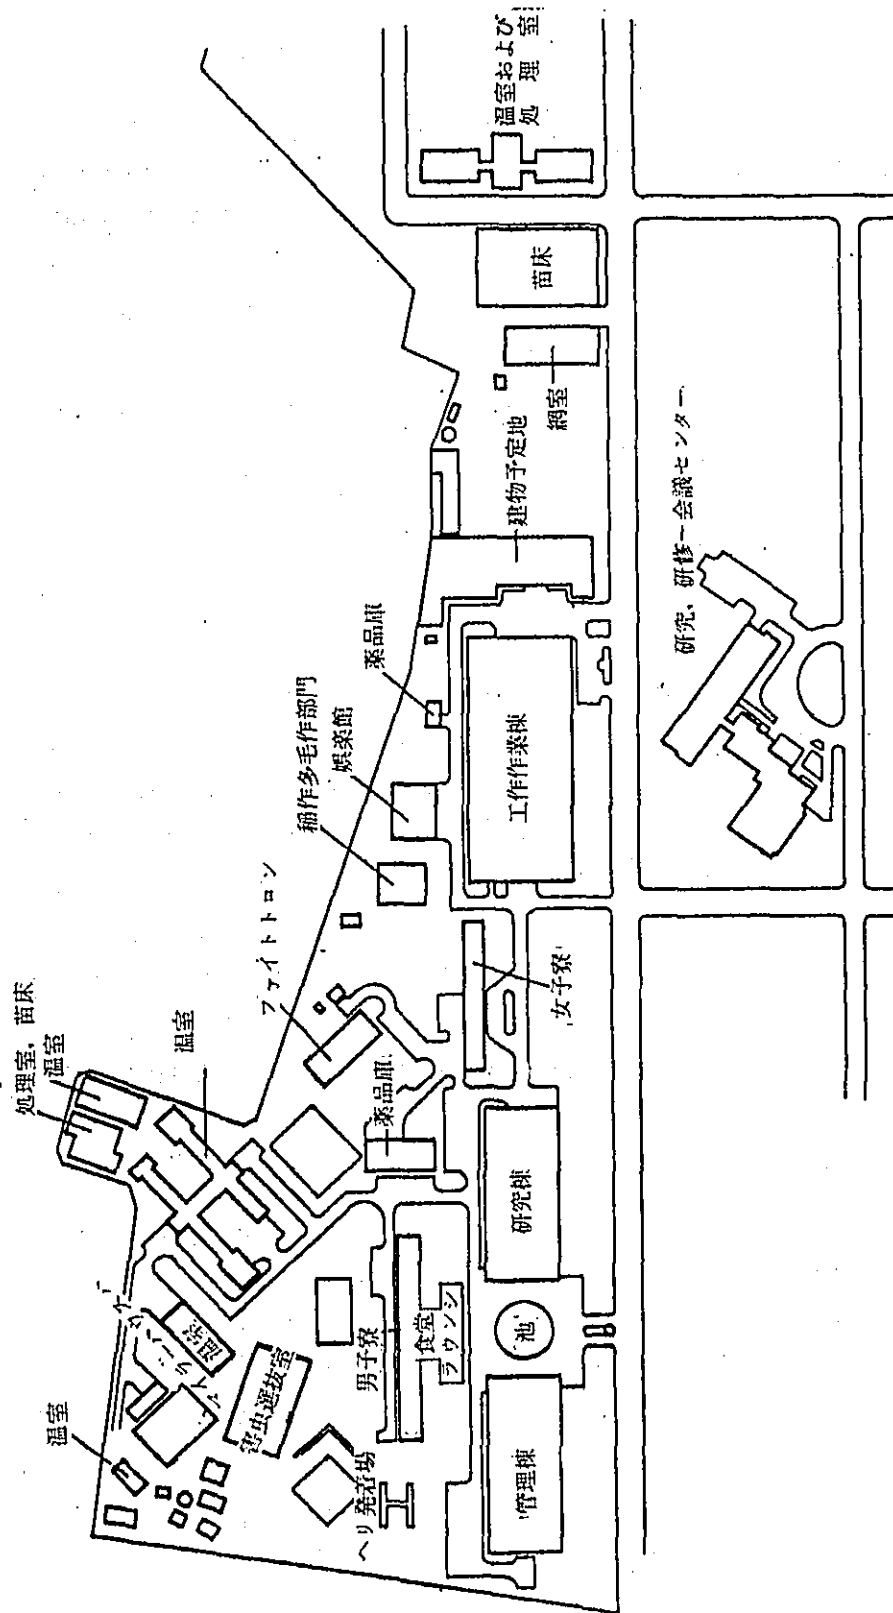 温室および
処理室
苗床
網室
建物予定地
研究, 研修一会議センター
薬品庫
稲作多毛作部門
娯楽館
工作作業棟
ファイトトロン
女子寮
処理室, 苗床
温室
温室
薬品庫
研究棟
温室
害虫選抜室
男子寮
食堂
ラウンジ
池
温室
ヘリ発着場
管理棟